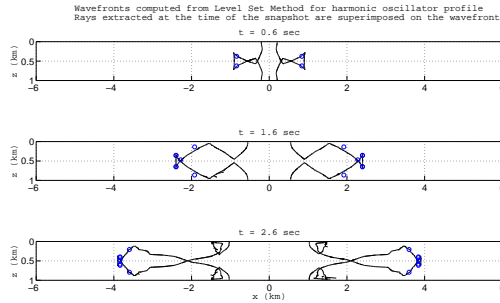 Wavefronts computed from Level Set Method for harmonic oscillator profile
Rays extracted at the time of the snapshot are superimposed on the wavefront
t = 0.6 sec
z (km)
0
0.5
1
−6 −4 −2 0 2 4
t = 1.6 sec
z (km)
0
0.5
1
−6 −4 −2 0 2 4
t = 2.6 sec
z (km)
0
0.5
1
−6 −4 −2 0 2 4
x (km)